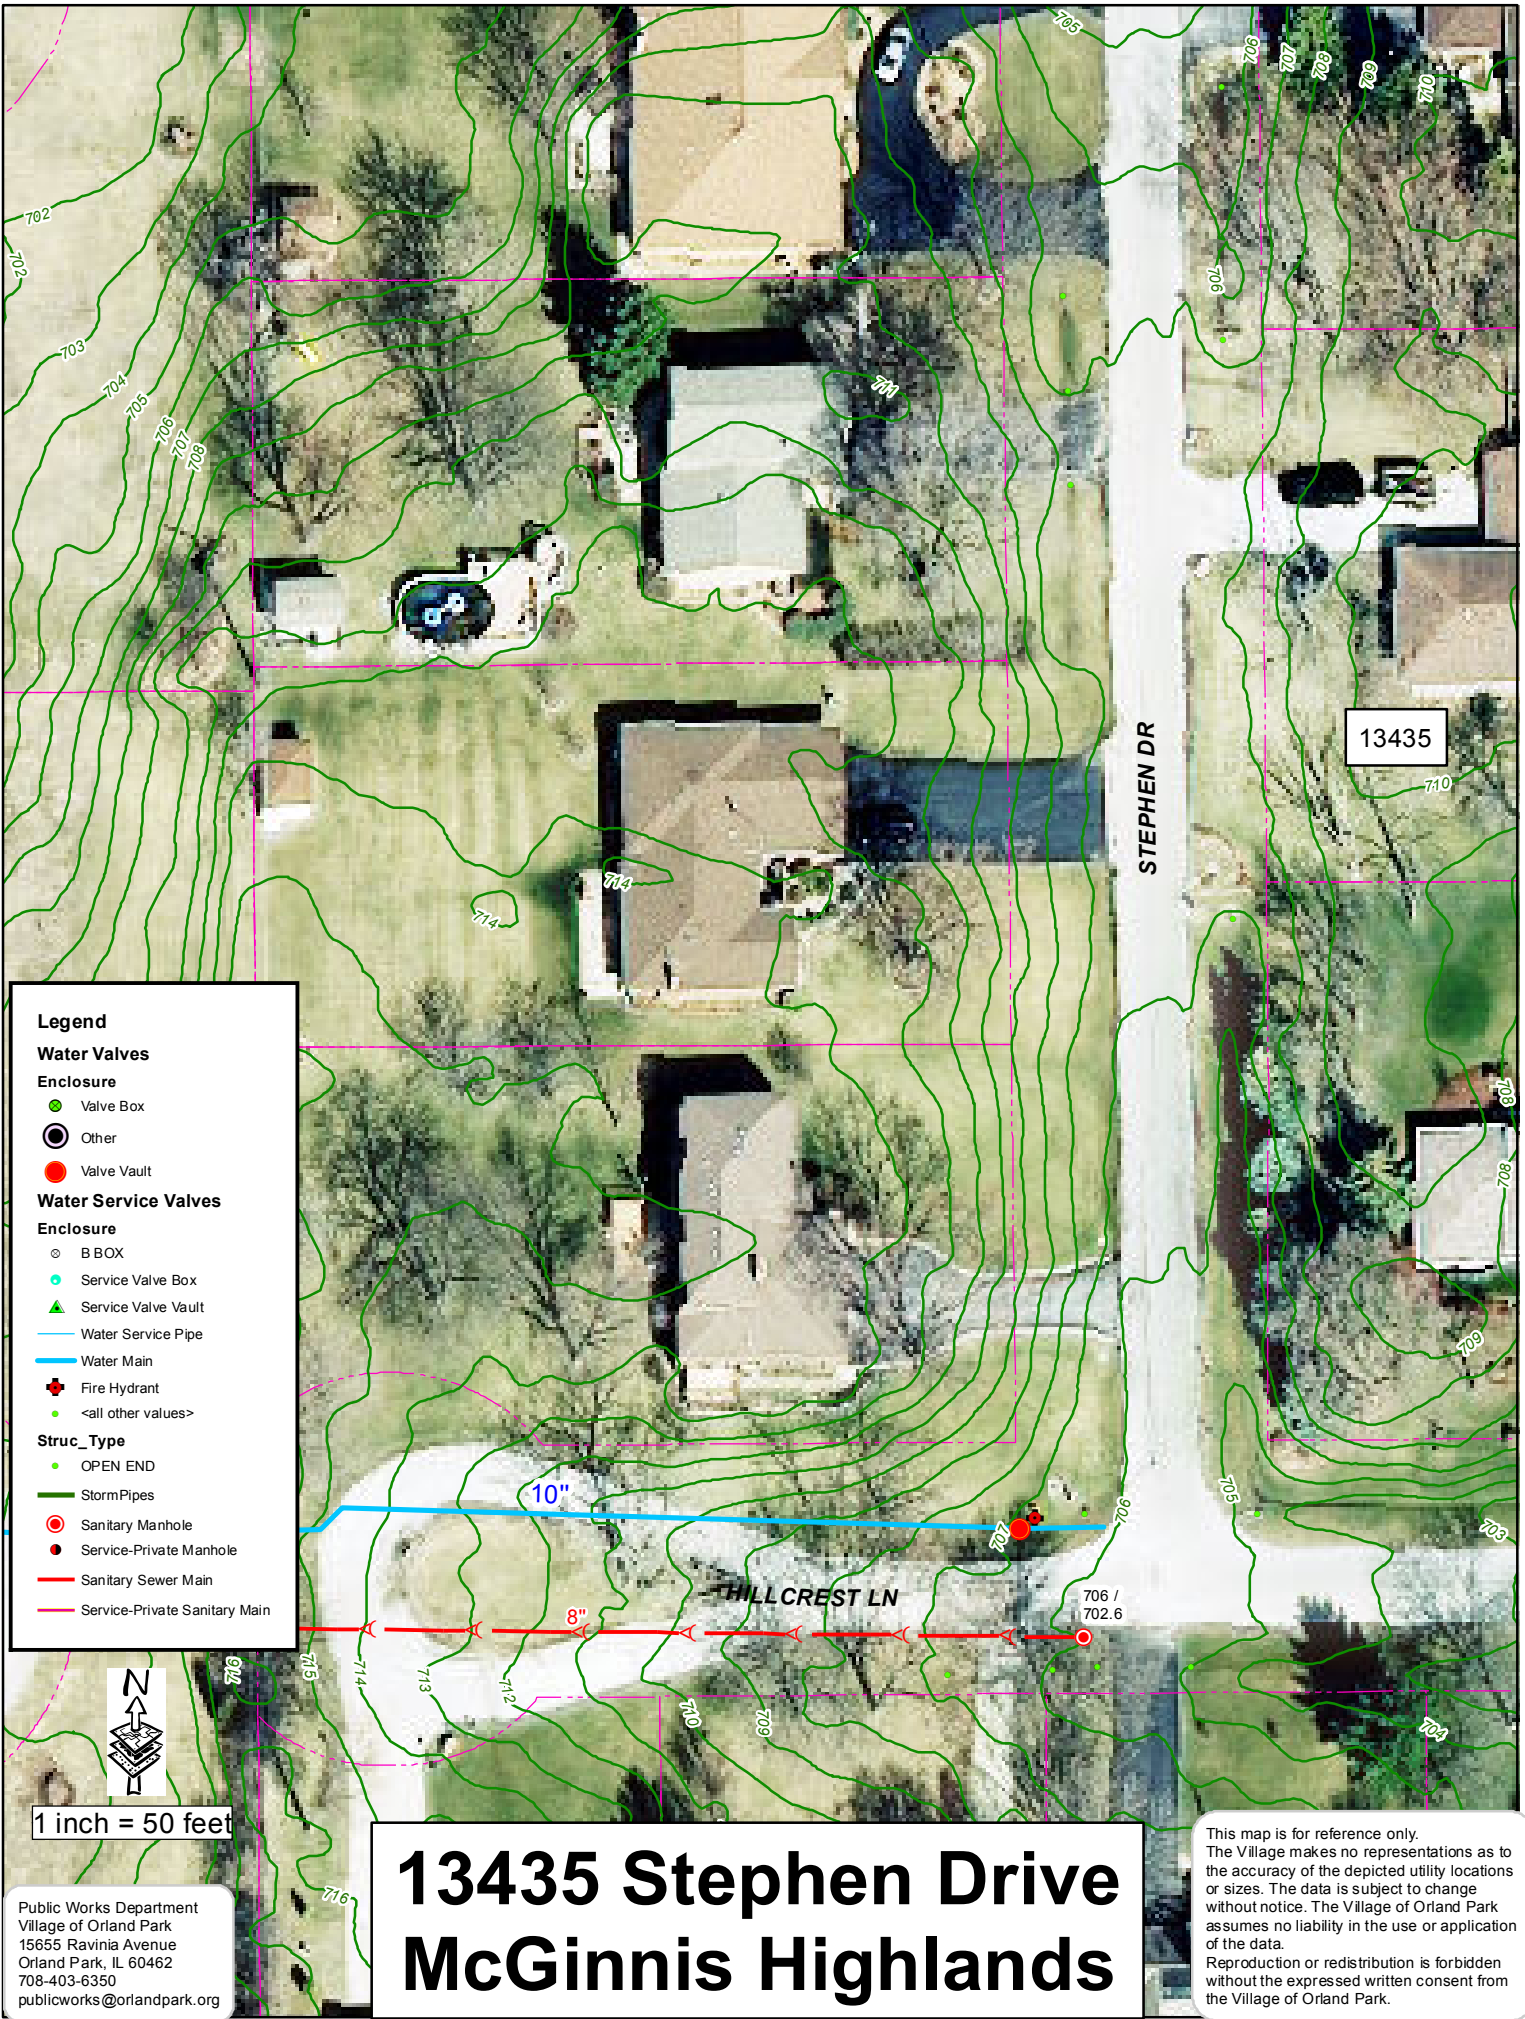 705
706
707
708
709
710
702
702
706
703
704
705
706
707
708
711
STEPHEN DR
13435
710
714
714
Legend
Water Valves
Enclosure
Valve Box
Other
Valve Vault
Water Service Valves
Enclosure
B BOX
Service Valve Box
Service Valve Vault
Water Service Pipe
Water Main
Fire Hydrant
<all other values>
Struc_Type
OPEN END
StormPipes
Sanitary Manhole
Service-Private Manhole
Sanitary Sewer Main
Service-Private Sanitary Main
708
708
709
10"
707
706
705
703
HILLCREST LN
706 /
702.6
8"
716
715
714
713
712
710
709
704
N
1 inch = 50 feet
716
13435 Stephen Drive
McGinnis Highlands
Public Works Department
Village of Orland Park
15655 Ravinia Avenue
Orland Park, IL 60462
708-403-6350
publicworks@orlandpark.org
This map is for reference only.
The Village makes no representations as to
the accuracy of the depicted utility locations
or sizes. The data is subject to change
without notice. The Village of Orland Park
assumes no liability in the use or application
of the data.
Reproduction or redistribution is forbidden
without the expressed written consent from
the Village of Orland Park.